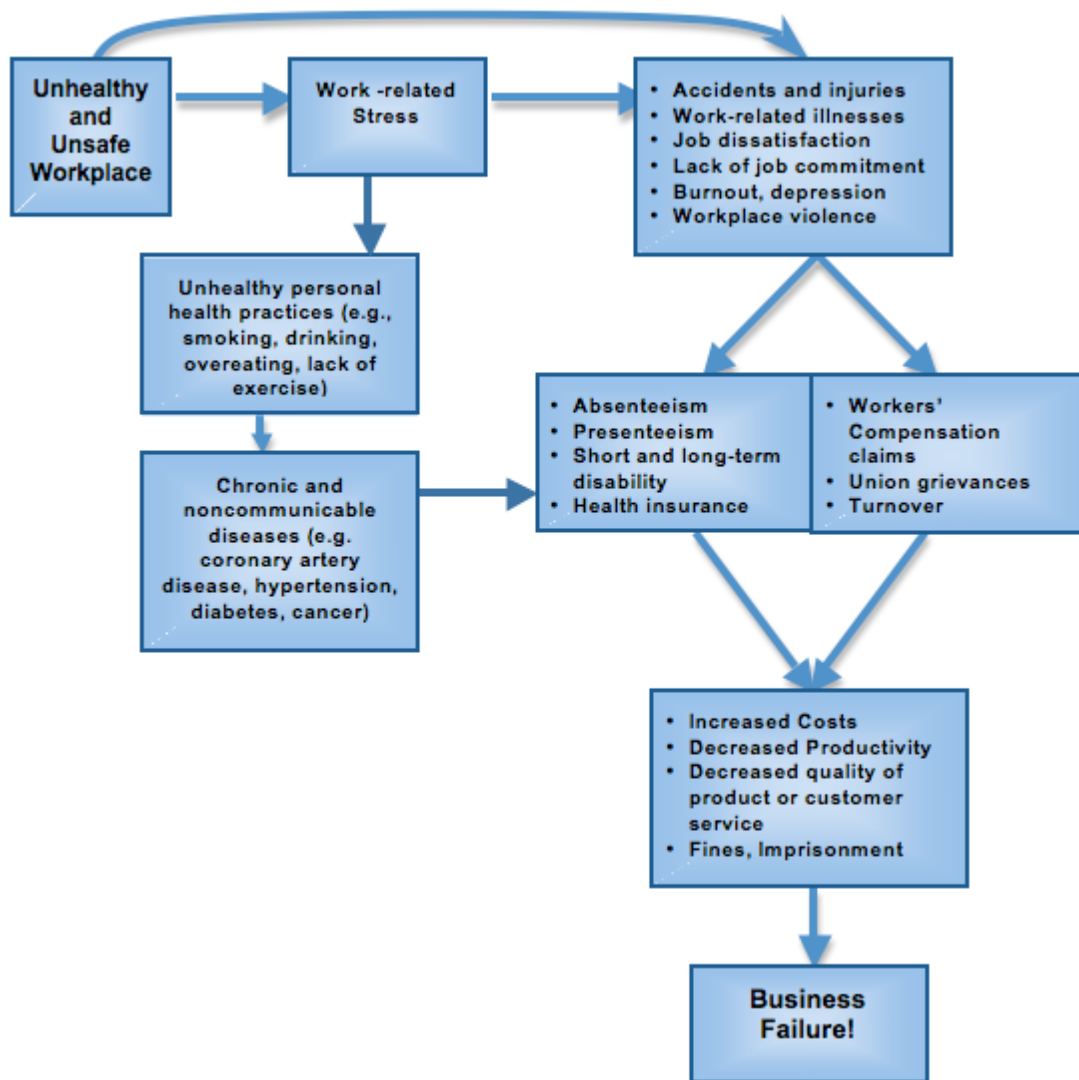 Unhealthy
and
Unsafe
Workplace
Work -related
Stress
• Accidents and injuries
• Work-related illnesses
• Job dissatisfaction
• Lack of job commitment
• Burnout, depression
• Workplace violence
Unhealthy personal
health practices (e.g.,
smoking, drinking,
overeating, lack of
exercise)
Chronic and
noncommunicable
diseases (e.g.
coronary artery
disease, hypertension,
diabetes, cancer)
• Absenteeism
• Presenteeism
• Short and long-term
disability
• Health insurance
• Workers’
Compensation
claims
• Union grievances
• Turnover
• Increased Costs
• Decreased Productivity
• Decreased quality of
product or customer
service
• Fines, Imprisonment
Business
Failure!